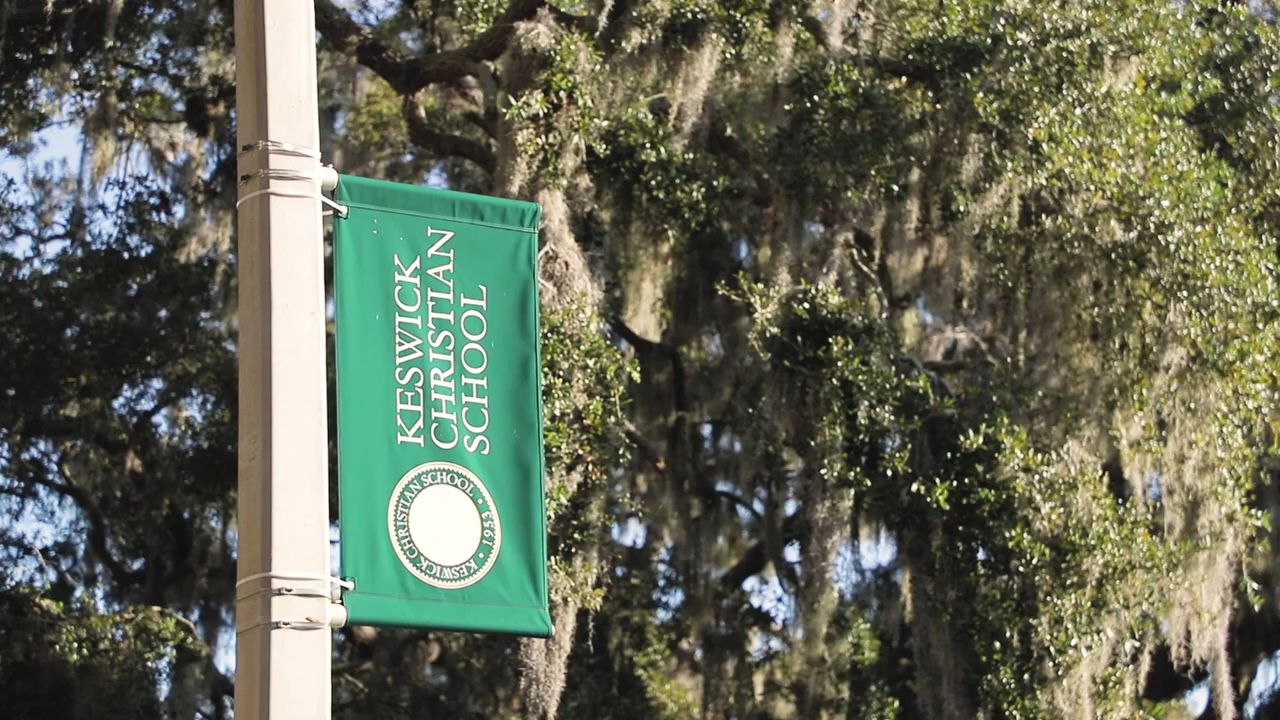 KESWICK
CHRISTIAN
SCHOOL
KESWICK CHRISTIAN SCHOOL • 1953 •